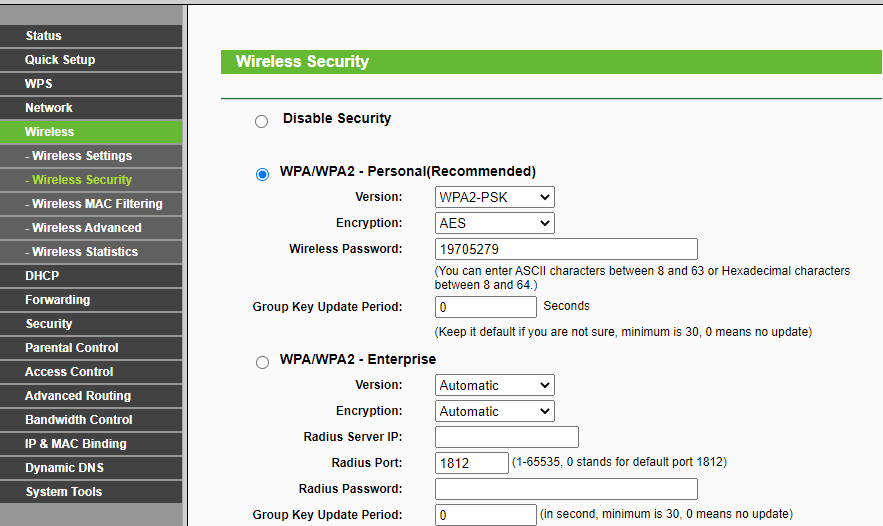 Status
Quick Setup
WPS
Network
Wireless
- Wireless Settings
- Wireless Security
- Wireless MAC Filtering
- Wireless Advanced
- Wireless Statistics
DHCP
Forwarding
Security
Parental Control
Access Control
Advanced Routing
Bandwidth Control
IP & MAC Binding
Dynamic DNS
System Tools
Wireless Security
Disable Security
WPA/WPA2 - Personal(Recommended)
Version: WPA2-PSK
Encryption: AES
Wireless Password: 19705279
(You can enter ASCII characters between 8 and 63 or Hexadecimal characters
between 8 and 64.)
Group Key Update Period: 0 Seconds
(Keep it default if you are not sure, minimum is 30, 0 means no update)
WPA/WPA2 - Enterprise
Version: Automatic
Encryption: Automatic
Radius Server IP:
Radius Port: 1812 (1-65535, 0 stands for default port 1812)
Radius Password:
Group Key Update Period: 0 (in second, minimum is 30, 0 means no update)